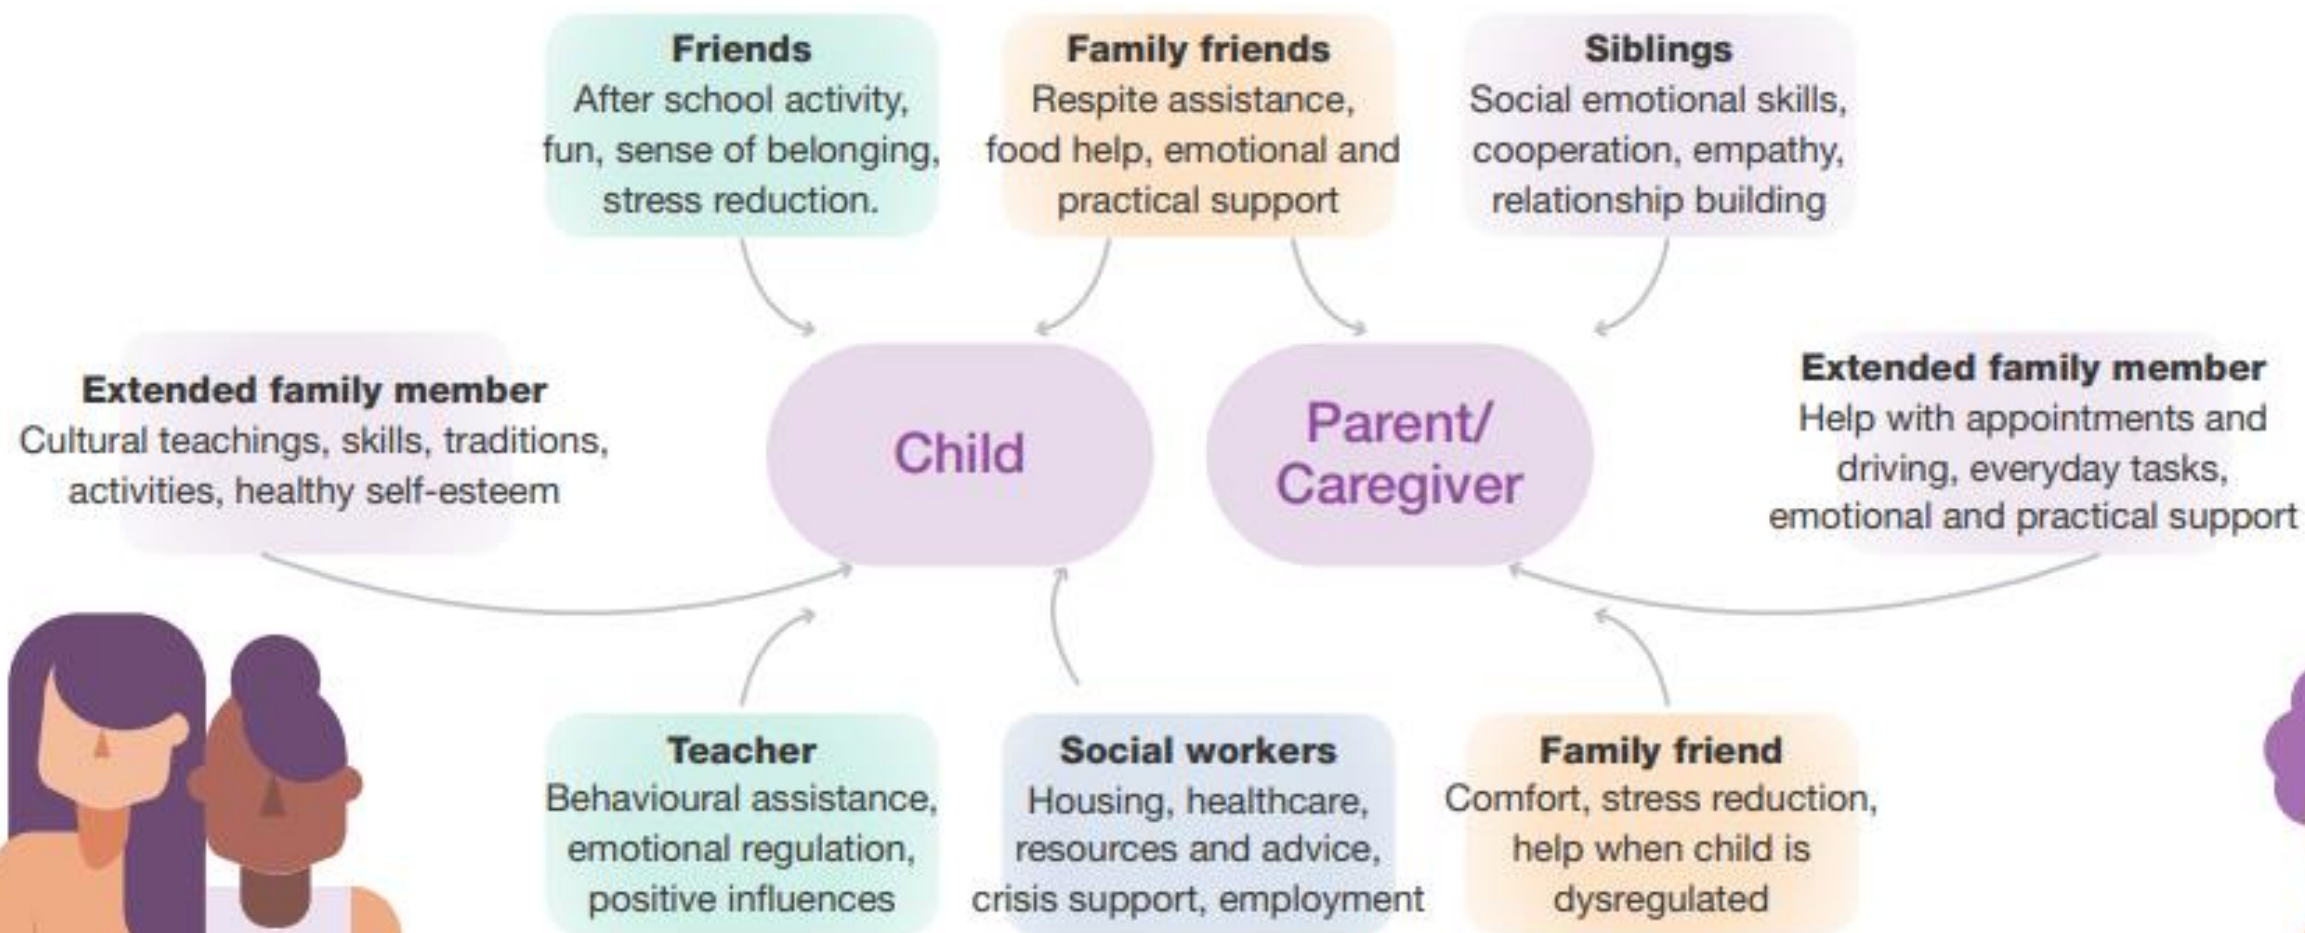 Friends
After school activity,
fun, sense of belonging,
stress reduction.
Family friends
Respite assistance,
food help, emotional and
practical support
Siblings
Social emotional skills,
cooperation, empathy,
relationship building
Extended family member
Cultural teachings, skills, traditions,
activities, healthy self-esteem
Child
Parent/
Caregiver
Extended family member
Help with appointments and
driving, everyday tasks,
emotional and practical support
Teacher
Behavioural assistance,
emotional regulation,
positive influences
Social workers
Housing, healthcare,
resources and advice,
crisis support, employment
Family friend
Comfort, stress reduction,
help when child is
dysregulated